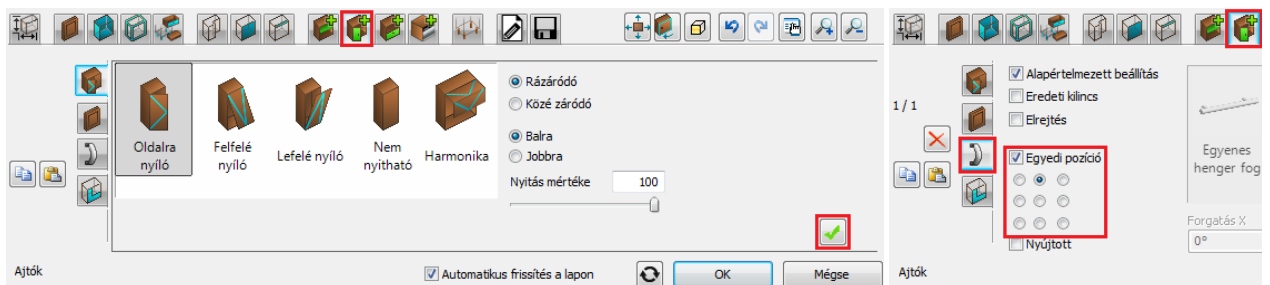 Oldalra nyíló
Felfelé nyíló
Lefelé nyíló
Nem nyitható
Harmonika
Rázáródó
Közé záródó
Balra
Jobbra
Nyitás mértéke 100
Ajtók
Automatikus frissítés a lapon
OK
Mégse
1 / 1
Alapértelmezett beállítás
Eredeti kilincs
Elrejtés
Egyedi pozíció
Nyújtott
Egyenes
henger fog
Forgatás X
0°
Ajtók